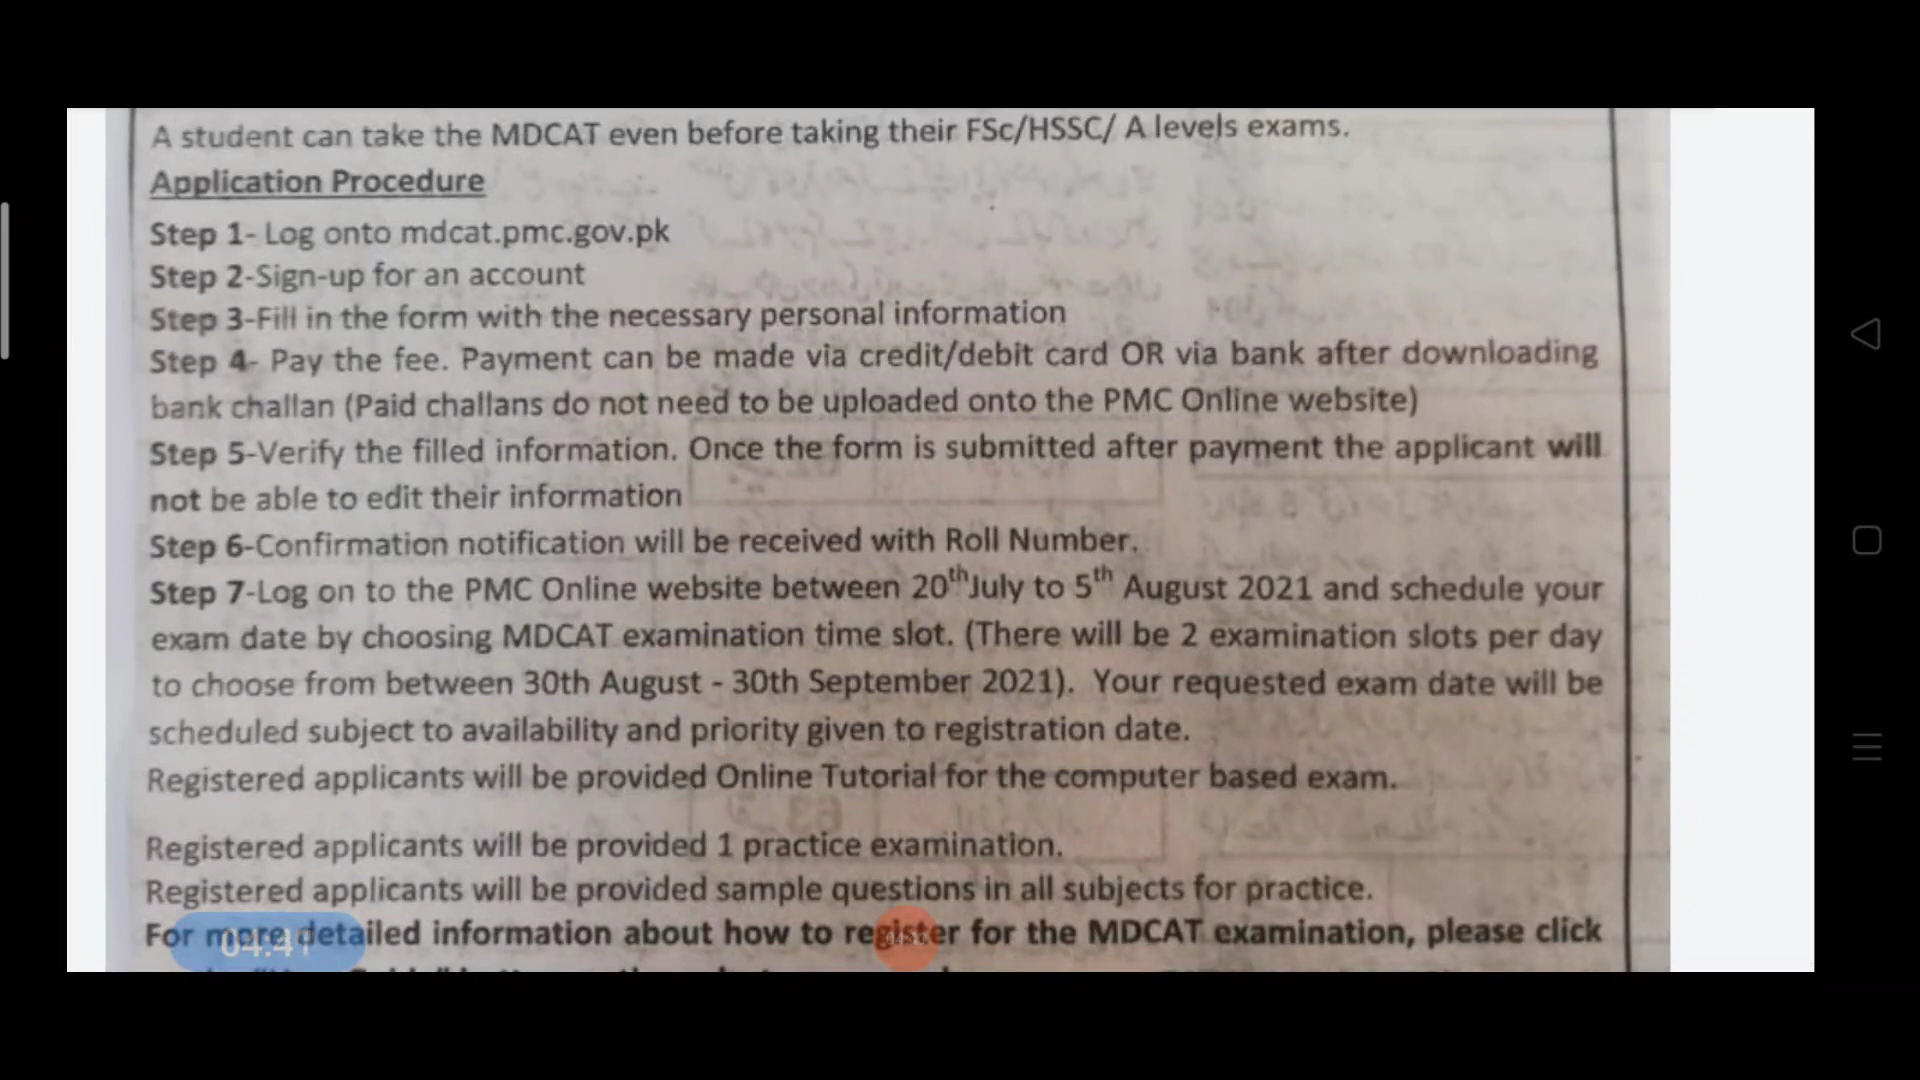 A student can take the MDCAT even before taking their FSc/HSSC/ A levels exams.
Application Procedure
Step 1- Log onto mdcat.pmc.gov.pk
Step 2-Sign-up for an account
Step 3-Fill in the form with the necessary personal information
Step 4- Pay the fee. Payment can be made via credit/debit card OR via bank after downloading
bank challan (Paid challans do not need to be uploaded onto the PMC Online website)
Step 5-Verify the filled information. Once the form is submitted after payment the applicant will
not be able to edit their information
Step 6-Confirmation notification will be received with Roll Number.
Step 7-Log on to the PMC Online website between 20th July to 5th August 2021 and schedule your
exam date by choosing MDCAT examination time slot. (There will be 2 examination slots per day
to choose from between 30th August - 30th September 2021). Your requested exam date will be
scheduled subject to availability and priority given to registration date.
Registered applicants will be provided Online Tutorial for the computer based exam.
Registered applicants will be provided 1 practice examination.
Registered applicants will be provided sample questions in all subjects for practice.
For more detailed information about how to register for the MDCAT examination, please click
04:41